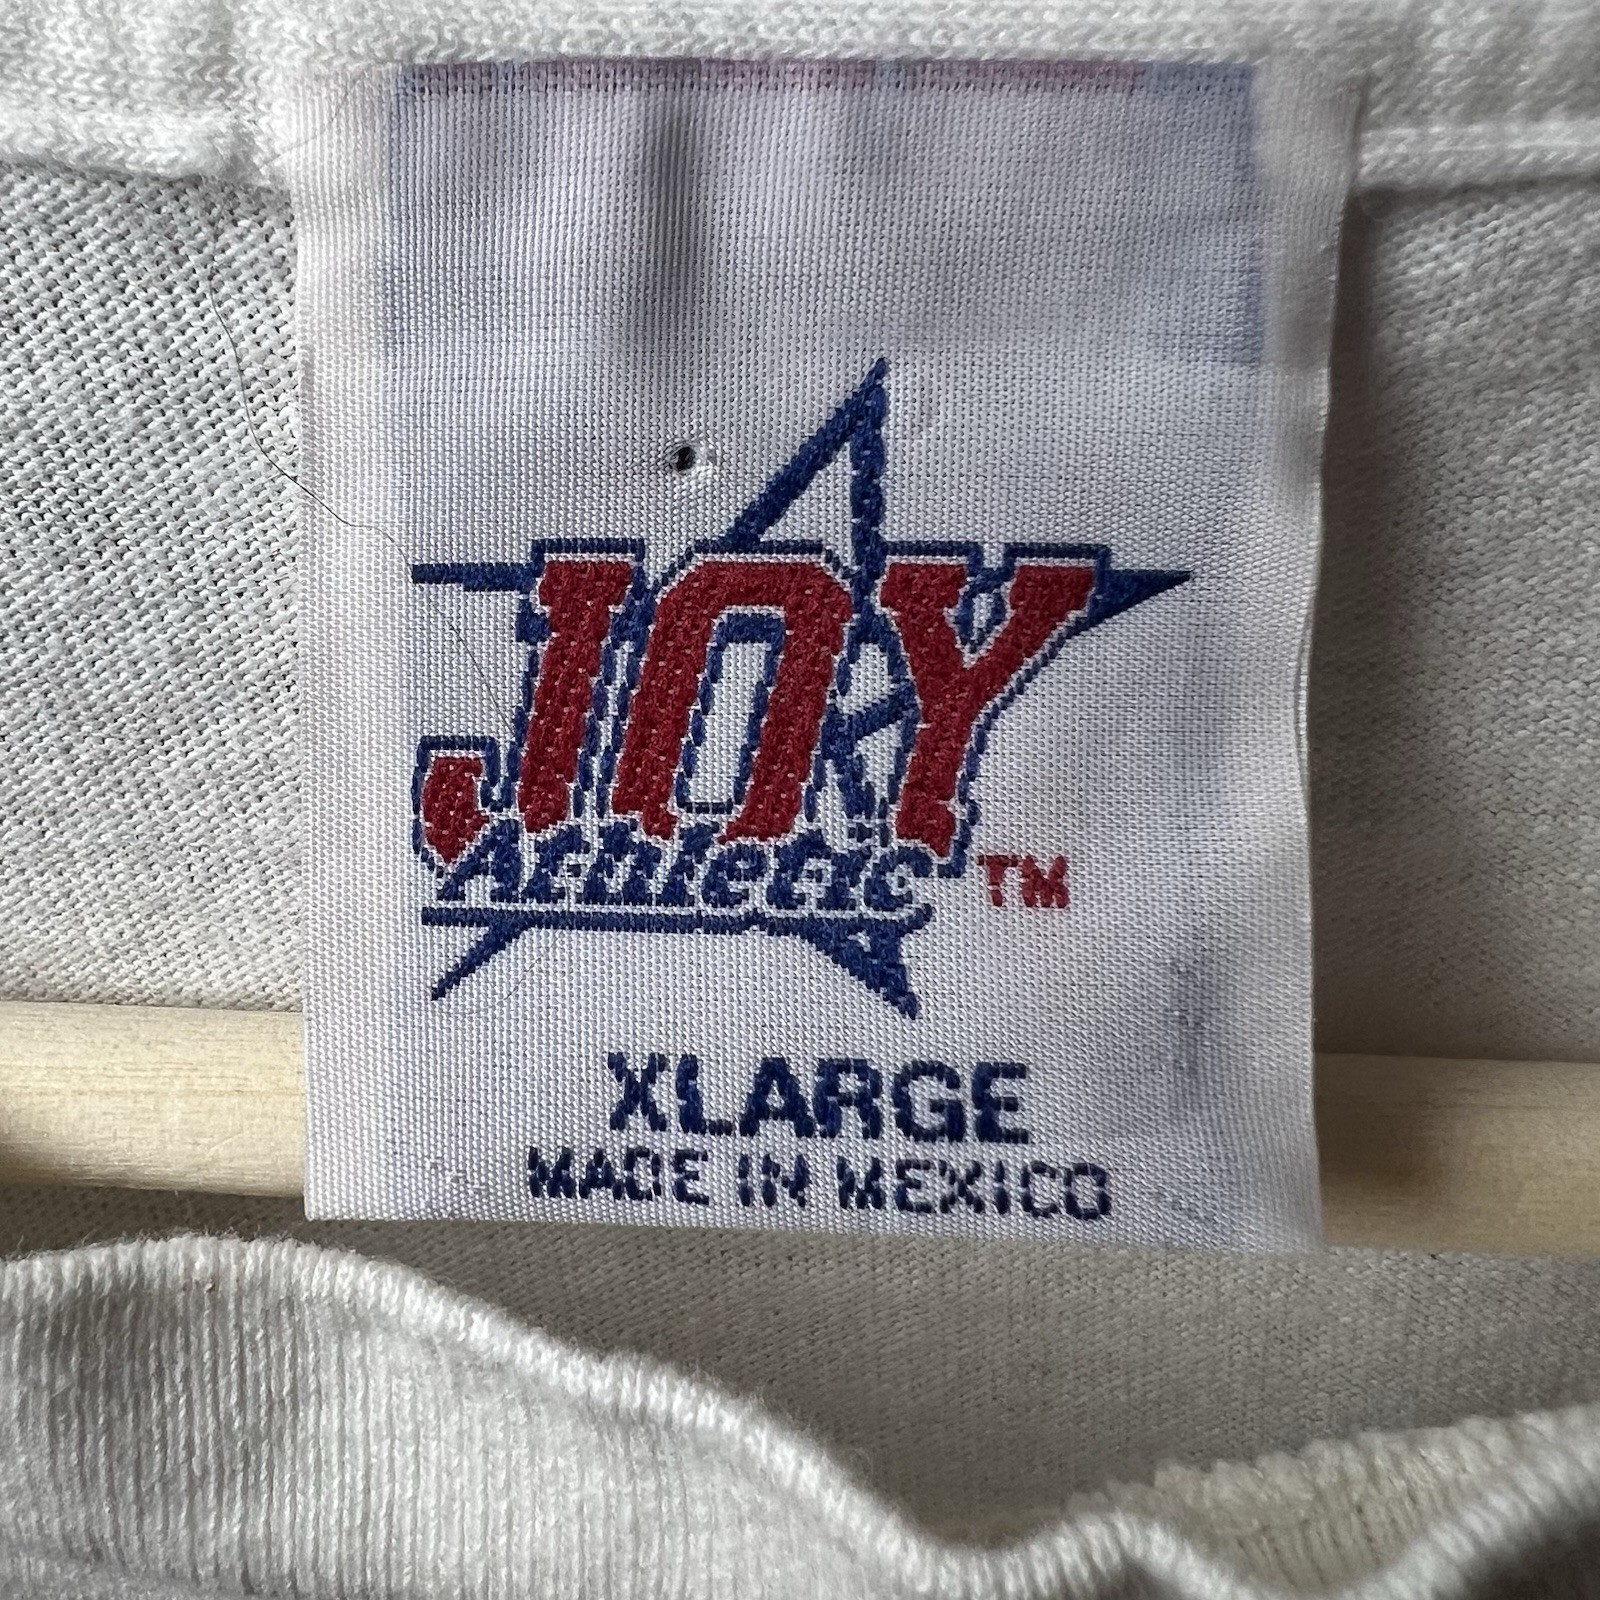 JOY
Athletic TM
XLARGE
MADE IN MEXICO